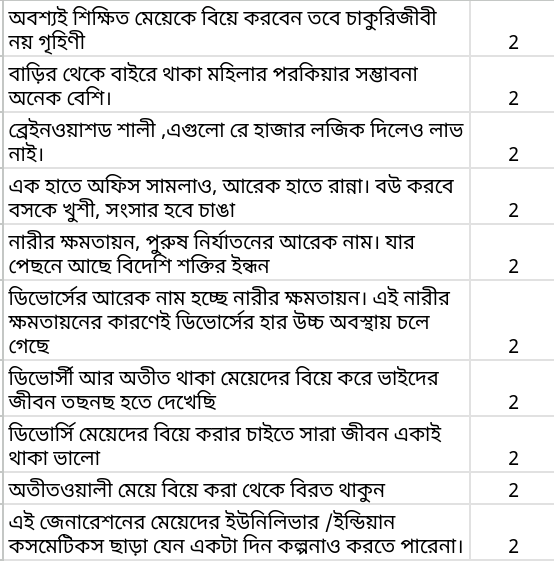 অবশ্যই শিক্ষিত মেয়েকে বিয়ে করবেন তবে চাকুরিজীবী
নয় গৃহিণী
2
বাড়ির থেকে বাইরে থাকা মহিলার পরকিয়ার সম্ভাবনা
অনেক বেশি।
2
ব্রেইনওয়াশড শালী ,এগুলো রে হাজার লজিক দিলেও লাভ
নাই।
2
এক হাতে অফিস সামলাও, আরেক হাতে রান্না। বউ করবে
বসকে খুশী, সংসার হবে চাঙা
2
নারীর ক্ষমতায়ন, পুরুষ নির্যাতনের আরেক নাম। যার
পেছনে আছে বিদেশি শক্তির ইন্ধন
2
ডিভোর্সের আরেক নাম হচ্ছে নারীর ক্ষমতায়ন। এই নারীর
ক্ষমতায়নের কারণেই ডিভোর্সের হার উচ্চ অবস্থায় চলে
গেছে
2
ডিভোর্সী আর অতীত থাকা মেয়েদের বিয়ে করে ভাইদের
জীবন তছনছ হতে দেখেছি
2
ডিভোর্সি মেয়েদের বিয়ে করার চাইতে সারা জীবন একাই
থাকা ভালো
2
অতীতওয়ালী মেয়ে বিয়ে করা থেকে বিরত থাকুন
2
এই জেনারেশনের মেয়েদের ইউনিলিভার /ইন্ডিয়ান
কসমেটিকস ছাড়া যেন একটা দিন কল্পনাও করতে পারেনা।
2